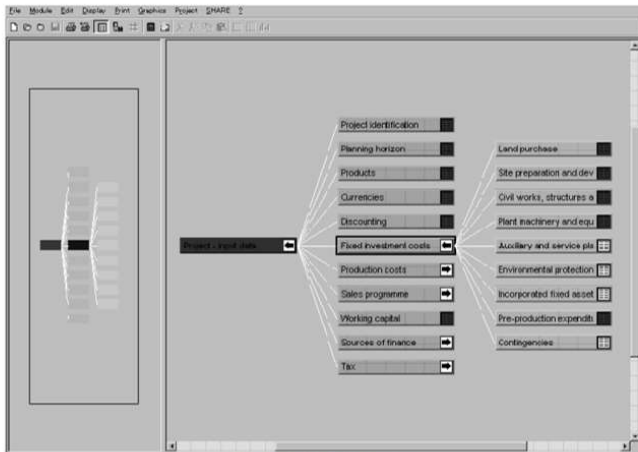 File Module Edit Display Print Graphics Project SHARE ?
Project identification
Planning horizon
Products
Currencies
Discounting
Project - input data
Fixed investment costs
Production costs
Sales programme
Working capital
Sources of finance
Tax
Land purchase
Site preparation and dev
Civil works, structures a
Plant machinery and equ
Auxiliary and service pla
Environmental protection
Incorporated fixed asset
Pre-production expendit
Contingencies